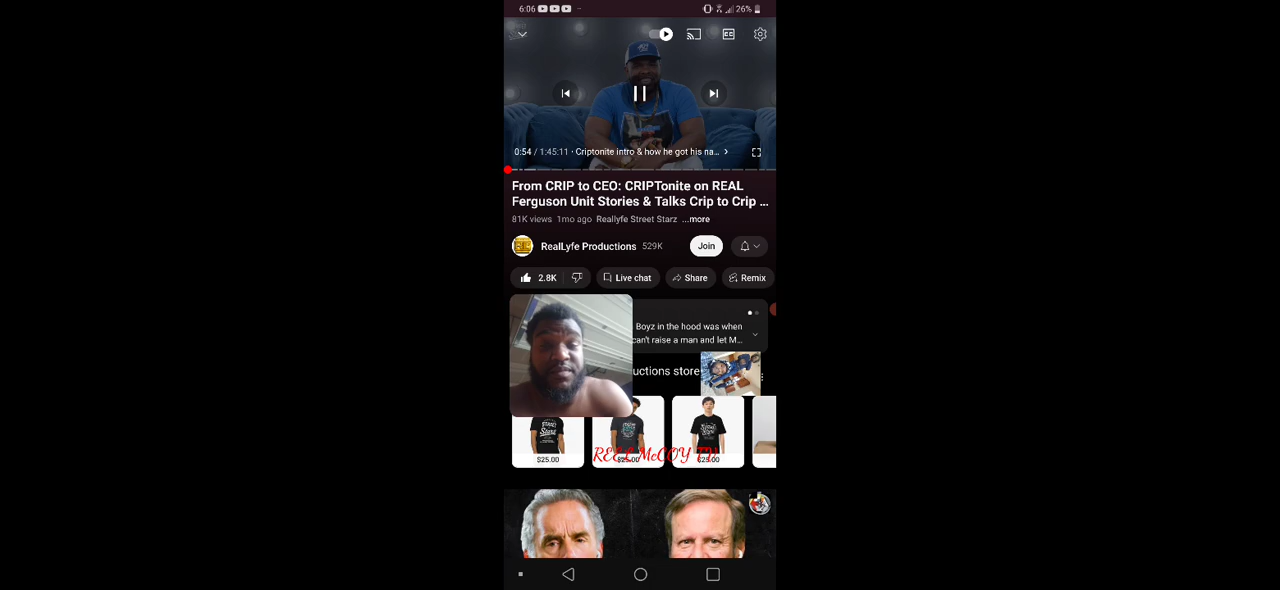 6:06
26%
0:54 / 1:45:11 · Criptonite intro & how he got his na...
From CRIP to CEO: CRIPTonite on REAL
Ferguson Unit Stories & Talks Crip to Crip ...
81K views 1mo ago Reallyfe Street Starz ...more
RealLyfe Productions 529K Join
2.8K Live chat Share Remix
Boyz in the hood was when
can't raise a man and let M...
uctions store
$25.00 $25.00 $25.00
REEL McCOY TV